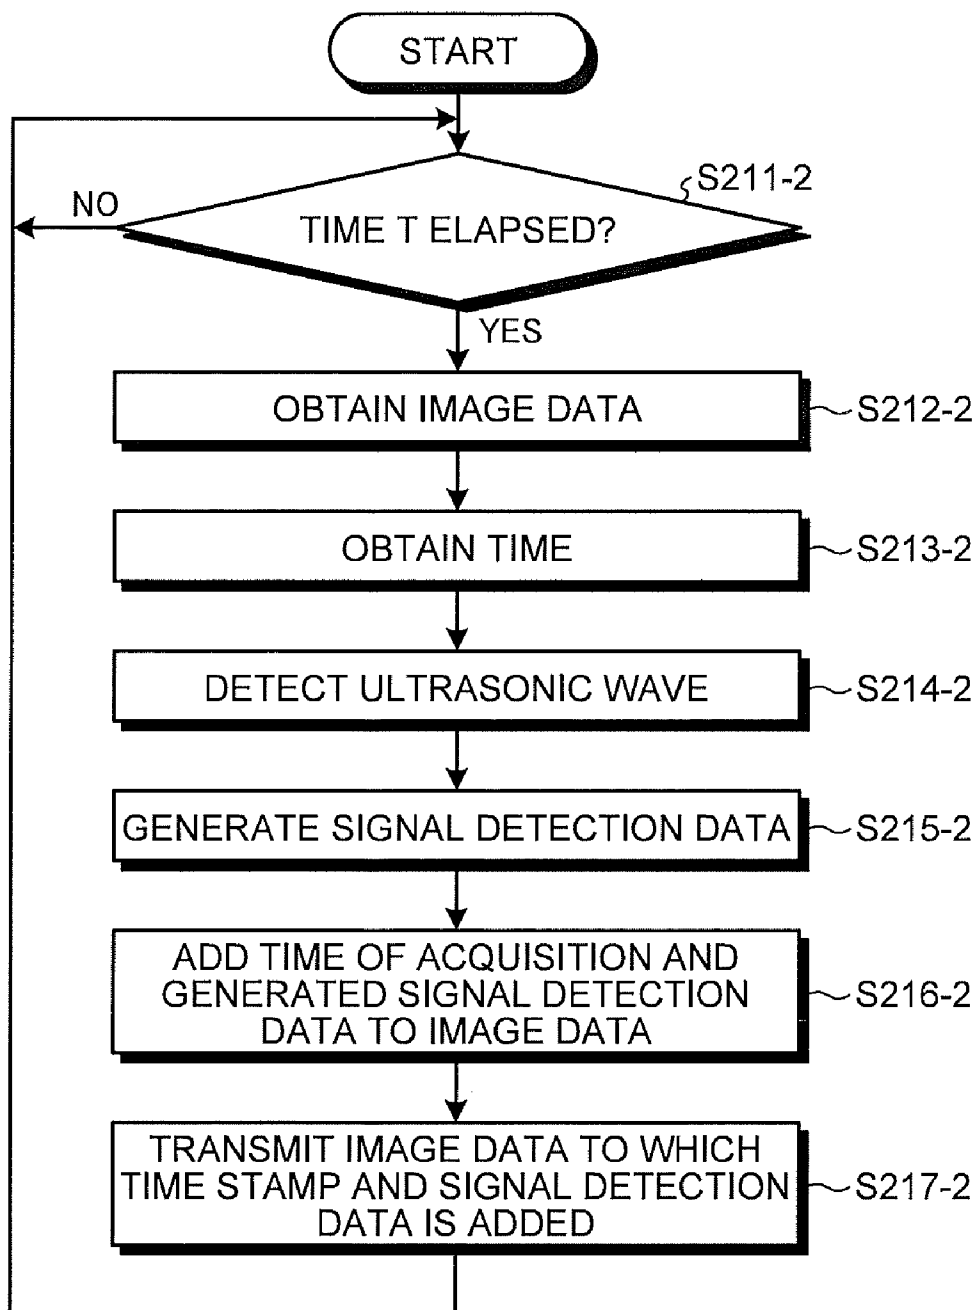 START
S211-2
NO
TIME T ELAPSED?
YES
OBTAIN IMAGE DATA
S212-2
OBTAIN TIME
S213-2
DETECT ULTRASONIC WAVE
S214-2
GENERATE SIGNAL DETECTION DATA
S215-2
ADD TIME OF ACQUISITION AND
GENERATED SIGNAL DETECTION
DATA TO IMAGE DATA
S216-2
TRANSMIT IMAGE DATA TO WHICH
TIME STAMP AND SIGNAL DETECTION
DATA IS ADDED
S217-2